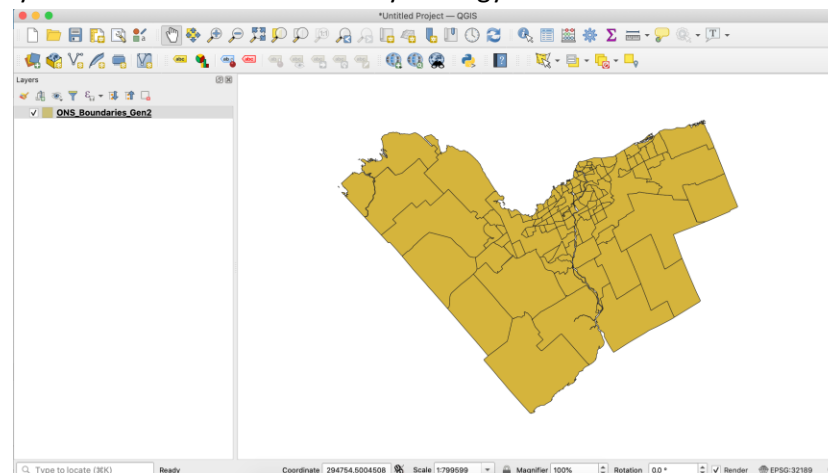 *Untitled Project — QGIS
Layers
ONS_Boundaries_Gen2
Type to locate (⌘K) Ready Coordinate 294754,5004508 Scale 1:799599 Magnifier 100% Rotation 0.0 ° Render EPSG:32189